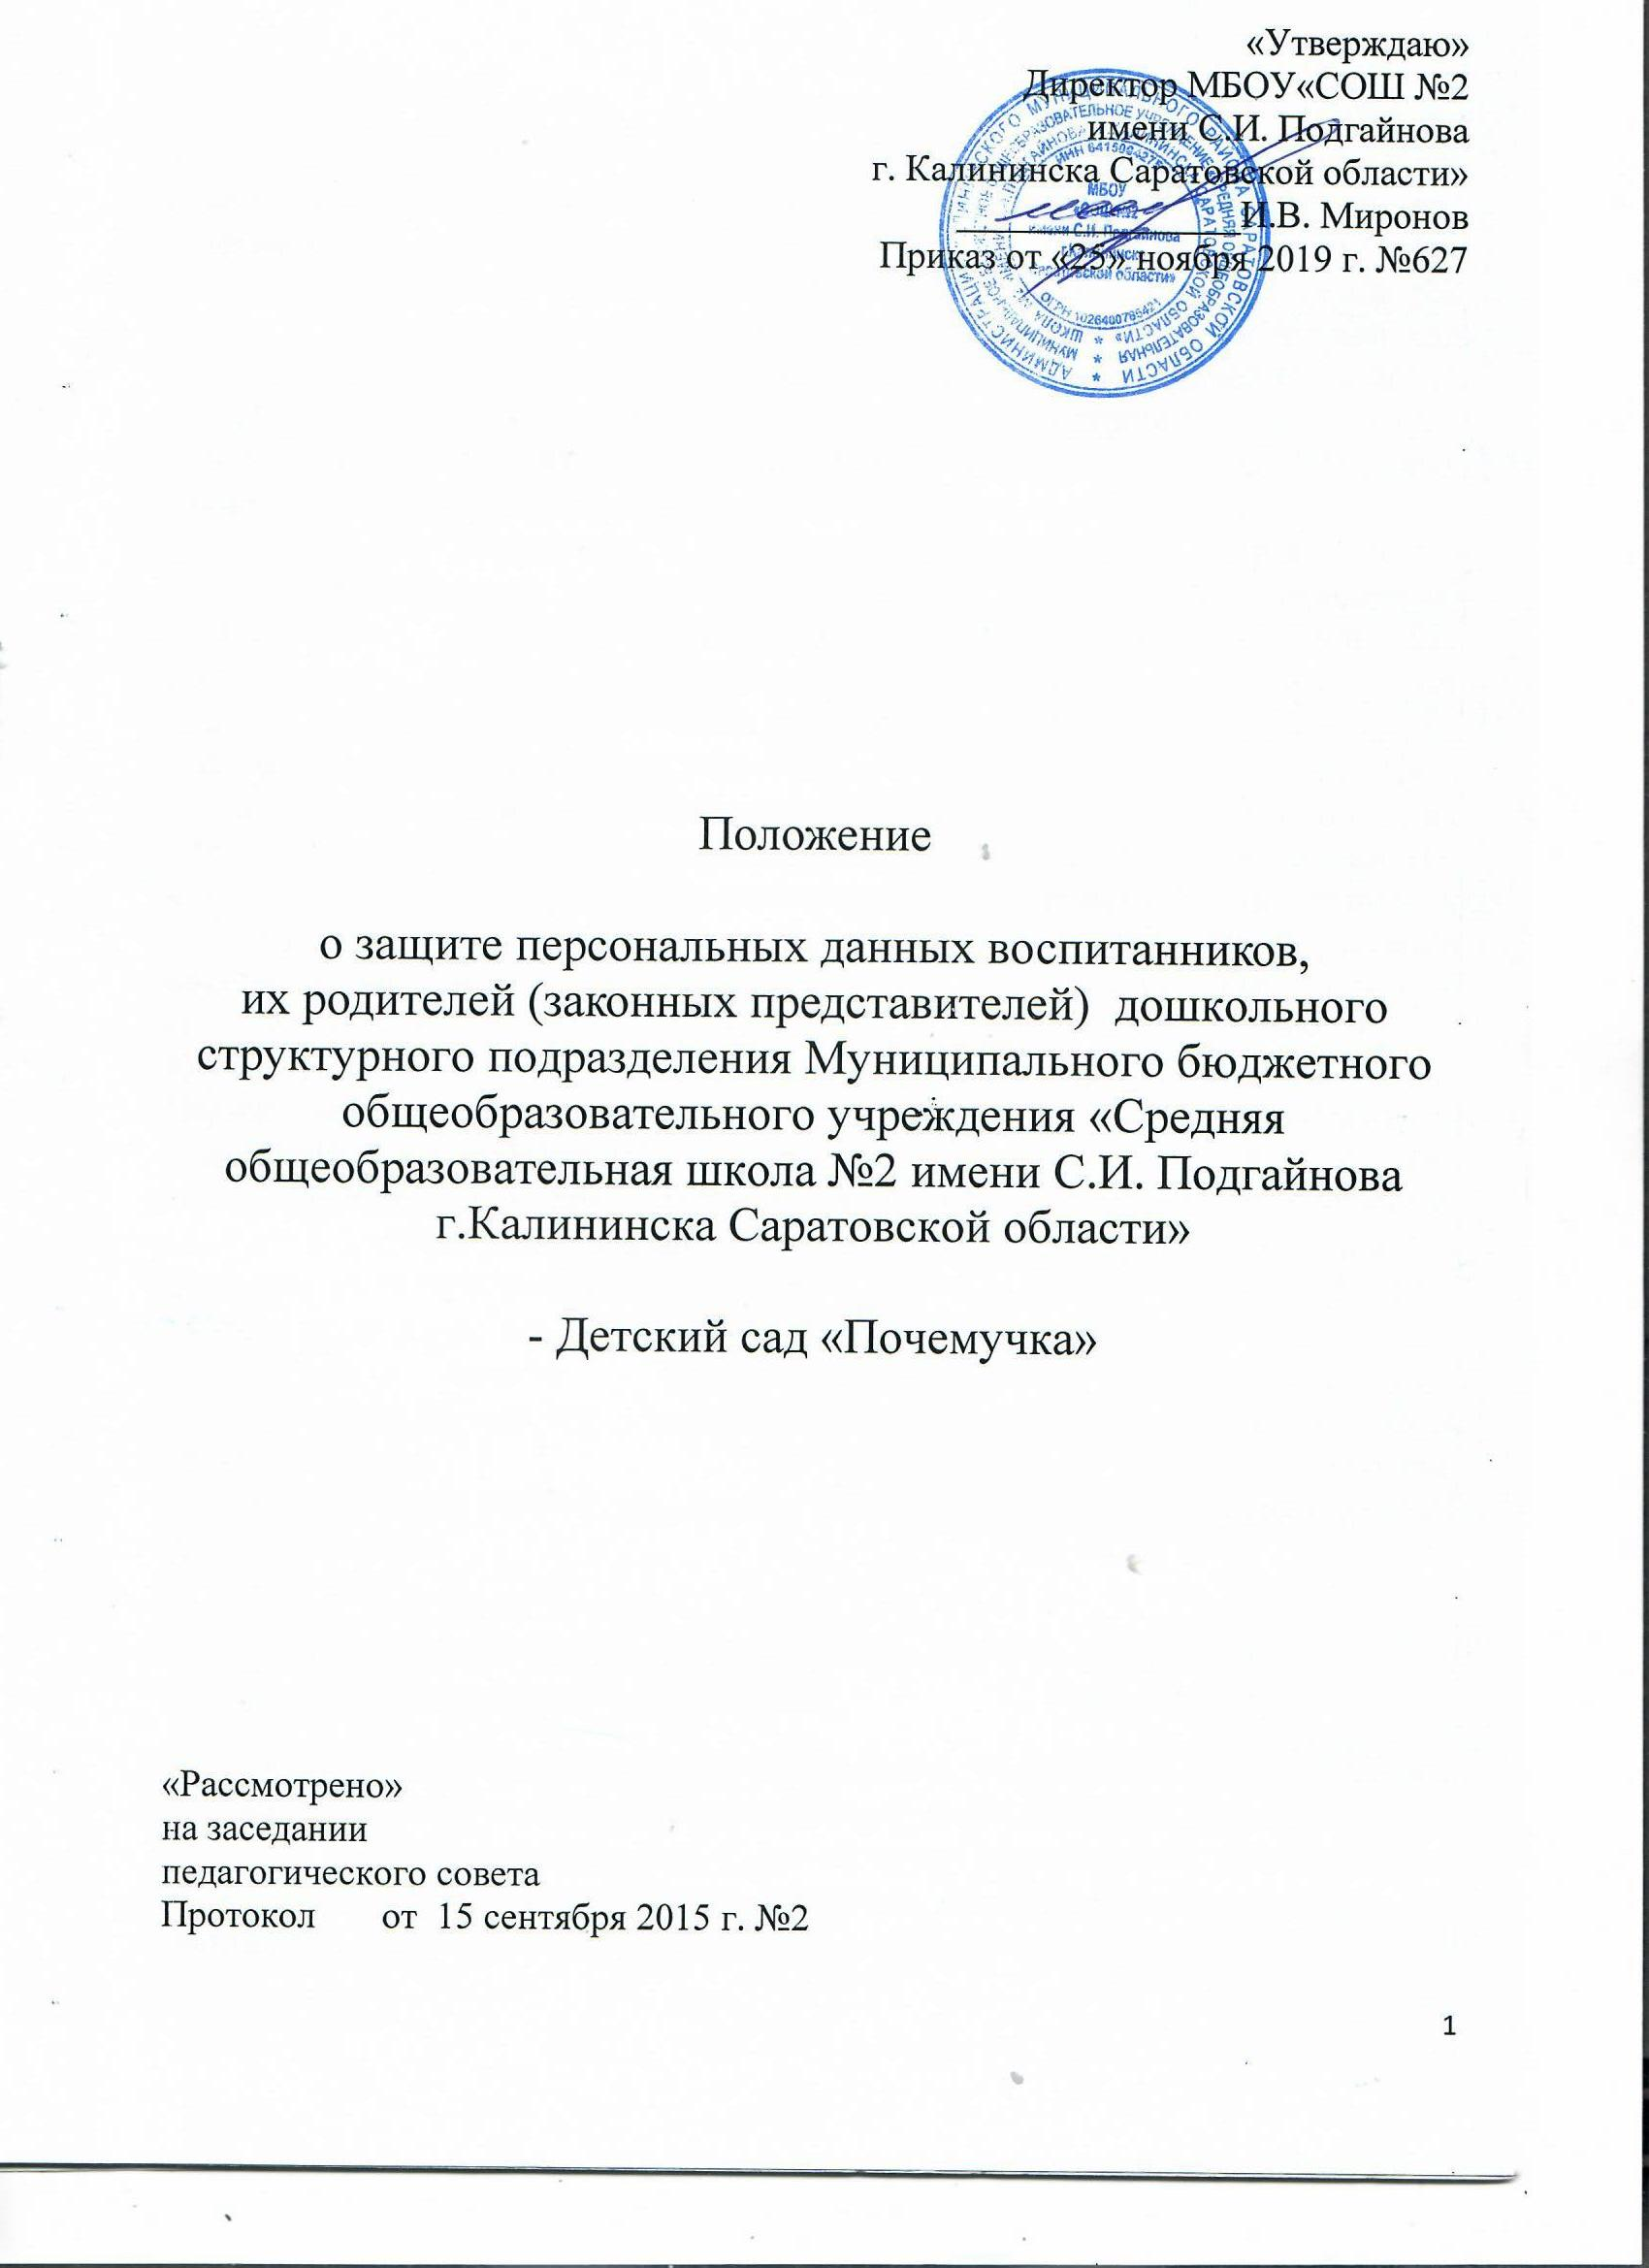 «Утверждаю»
Директор МБОУ«СОШ №2
имени С.И. Подгайнова
г. Калининска Саратовской области»
И.В. Миронов
Приказ от «25» ноября 2019 г. №627
МБОУ
имени С.И. Подгайнова
Положение
о защите персональных данных воспитанников,
их родителей (законных представителей) дошкольного
структурного подразделения Муниципального бюджетного
общеобразовательного учреждения «Средняя
общеобразовательная школа №2 имени С.И. Подгайнова
г.Калининска Саратовской области»
- Детский сад «Почемучка»
«Рассмотрено»
на заседании
педагогического совета
Протокол от 15 сентября 2015 г. №2
1